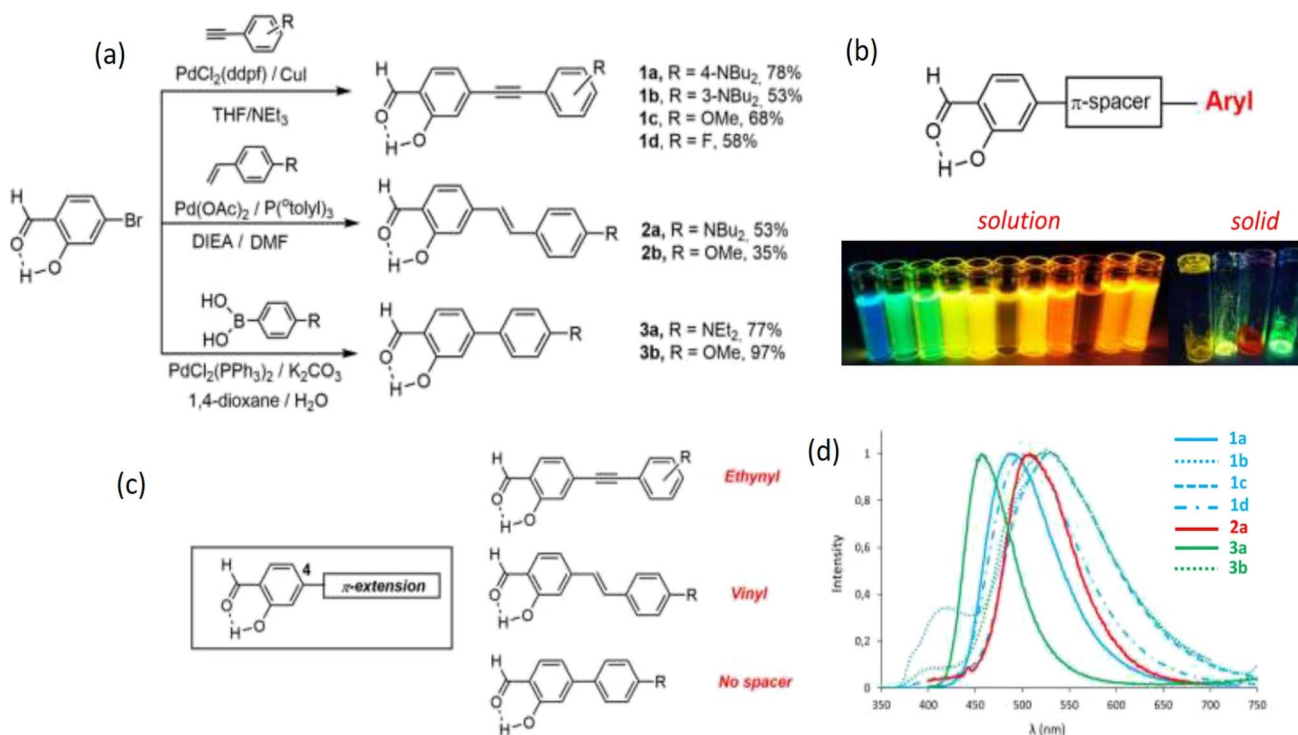 (a)
R
PdCl2(ddpf) / CuI
THF/NEt3
H
O
H
O
R
1a, R = 4-NBu2, 78%
1b, R = 3-NBu2, 53%
1c, R = OMe, 68%
1d, R = F, 58%
R
Pd(OAc)2 / P(otolyl)3
DIEA / DMF
H
O
H
O
Br
H
O
H
O
R
2a, R = NBu2, 53%
2b, R = OMe, 35%
HO
B
HO
R
PdCl2(PPh3)2 / K2CO3
1,4-dioxane / H2O
H
O
H
O
R
3a, R = NEt2, 77%
3b, R = OMe, 97%
(b)
H
O
H
O
π-spacer
Aryl
solution
solid
(c)
H
O
H
O
4
π-extension
H
O
H
O
R
Ethynyl
H
O
H
O
R
Vinyl
H
O
H
O
R
No spacer
(d)
1a
1b
1c
1d
2a
3a
3b
1
0,8
0,6
0,4
0,2
0
Intensity
350 400 450 500 550 600 650 700 750
λ (nm)